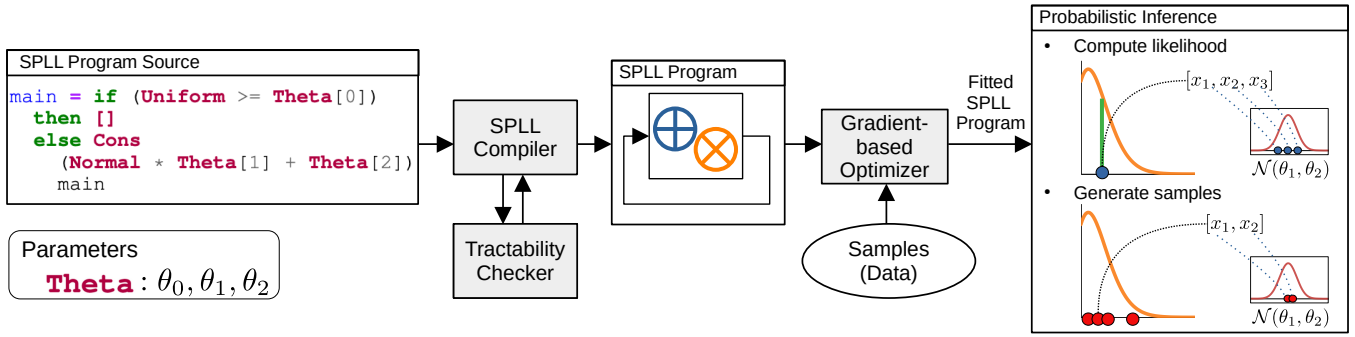 SPLL Program Source
main = if (Uniform >= Theta[0])
then []
else Cons
(Normal * Theta[1] + Theta[2])
main
Parameters
Theta : θ₀, θ₁, θ₂
SPLL
Compiler
Tractability
Checker
SPLL Program
Gradient-
based
Optimizer
Samples
(Data)
Fitted
SPLL
Program
Probabilistic Inference
• Compute likelihood
[x₁, x₂, x₃]
𝒩(θ₁, θ₂)
• Generate samples
[x₁, x₂]
𝒩(θ₁, θ₂)